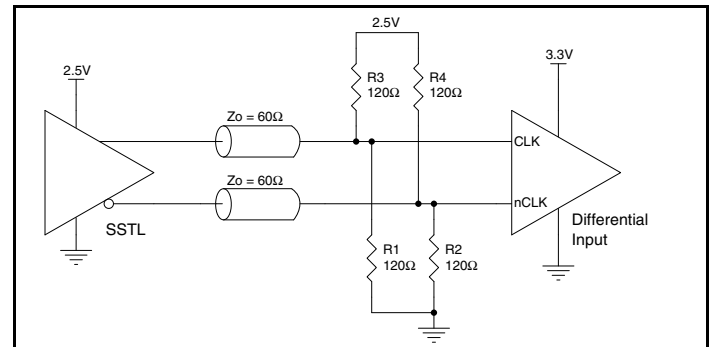 2.5V
3.3V
2.5V
R3
120Ω
R4
120Ω
Zo = 60Ω
CLK
Zo = 60Ω
nCLK
SSTL
Differential
Input
R1
120Ω
R2
120Ω